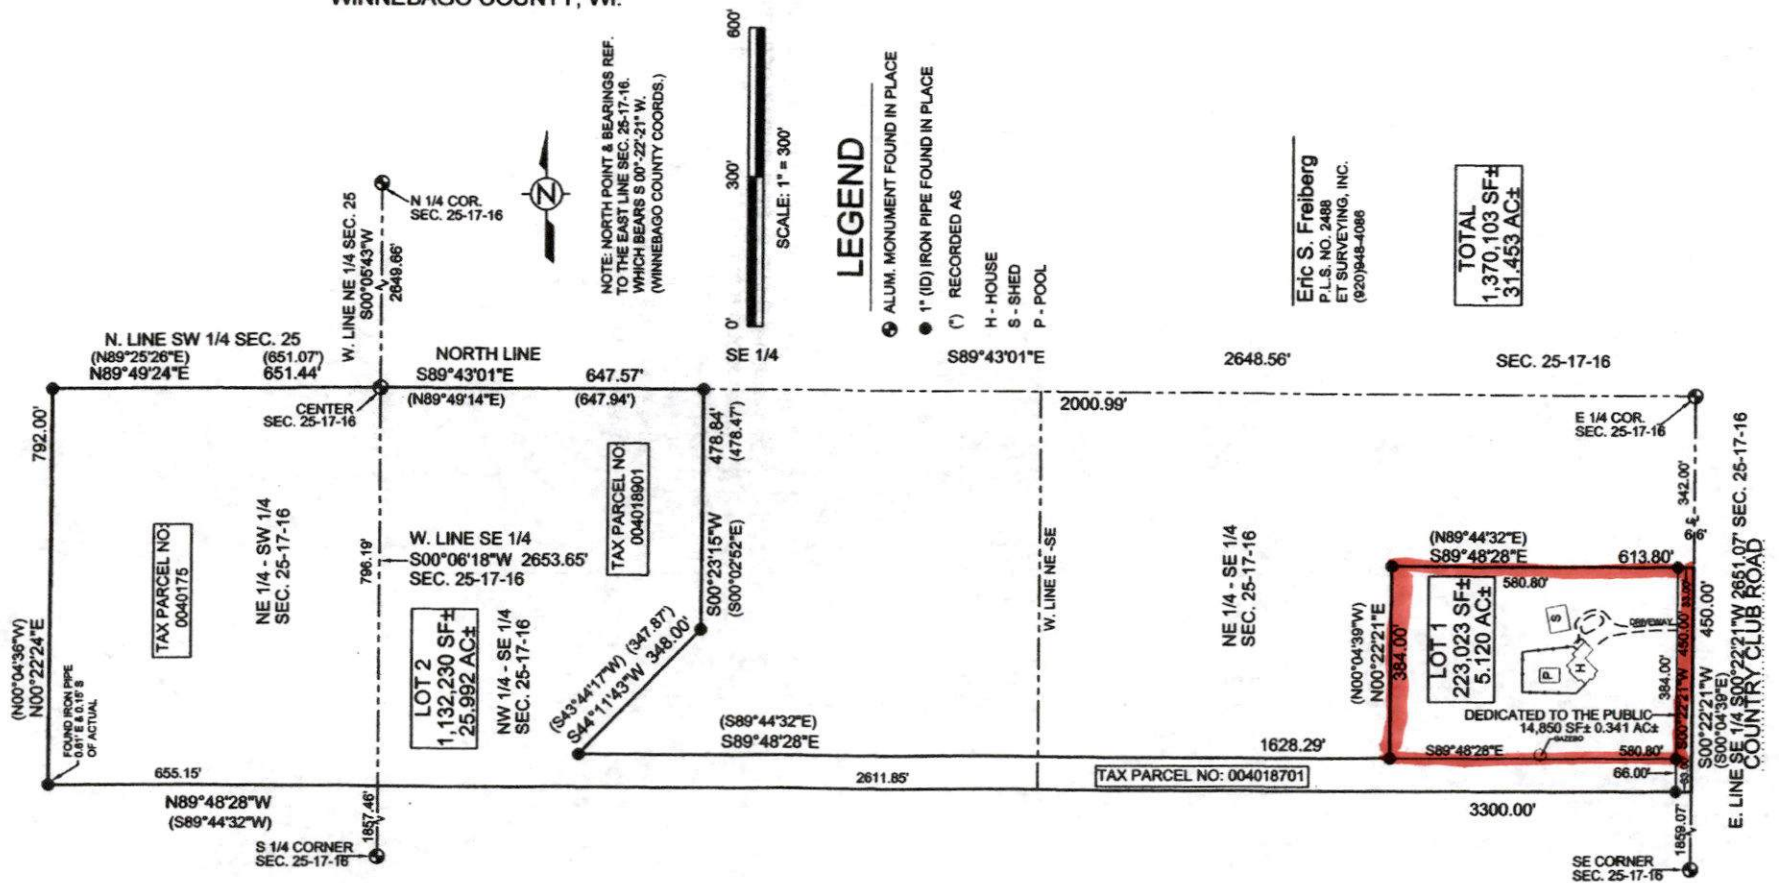 WINNEBAGO COUNTY, WI.
N 1/4 COR.
SEC. 25-17-16
W. LINE NE 1/4 SEC. 25
S00°05'43"W
2649.66'
NOTE: NORTH POINT & BEARINGS REF.
TO THE EAST LINE SEC. 25-17-16.
WHICH BEARS S 00°-22'-21" W.
(WINNEBAGO COUNTY COORDS.)
N
0' 300' 600'
SCALE: 1" = 300'
LEGEND
ALUM. MONUMENT FOUND IN PLACE
1" (ID) IRON PIPE FOUND IN PLACE
(") RECORDED AS
H - HOUSE
S - SHED
P - POOL
Eric S. Freiberg
P.L.S. NO. 2488
ET SURVEYING, INC.
(920)948-4086
TOTAL
1,370,103 SF±
31.453 AC±
N. LINE SW 1/4 SEC. 25
(N89°25'26"E) (651.07')
N89°49'24"E 651.44'
NORTH LINE
S89°43'01"E 647.57'
(N89°49'14"E) (647.94')
SE 1/4
S89°43'01"E
2648.56'
SEC. 25-17-16
CENTER
SEC. 25-17-16
2000.99'
E 1/4 COR.
SEC. 25-17-16
792.00'
(N00°04'36"W)
N00°22'24"E
FOUND IRON PIPE
0.81' E & 0.15' S
OF ACTUAL
TAX PARCEL NO:
0040175
NE 1/4 - SW 1/4
SEC. 25-17-16
796.19'
W. LINE SE 1/4
S00°06'18"W 2653.65'
SEC. 25-17-16
TAX PARCEL NO:
004018901
478.84'
(478.47')
S00°23'15"W
(S00°02'52"E)
LOT 2
1,132,230 SF±
25.992 AC±
NW 1/4 - SE 1/4
SEC. 25-17-16
(S43°44'17"W) (347.87')
S44°11'43"W 348.00'
W. LINE NE -SE
NE 1/4 - SE 1/4
SEC. 25-17-16
342.00'
(N89°44'32"E)
S89°48'28"E 613.80'
580.80'
(N00°04'39"W)
N00°22'21"E
384.00'
LOT 1
223,023 SF±
5.120 AC±
S
P
H
DRIVEWAY
33.00'
450.00'
384.00'
S00°22'21"W
450.00'
S00°22'21"W
(S00°04'39"E)
DEDICATED TO THE PUBLIC
14,850 SF± 0.341 AC±
GAZEBO
S89°48'28"E 580.80'
66.00'
E. LINE SE 1/4 S00°22'21"W 2651.07' SEC. 25-17-16
COUNTRY CLUB ROAD
(S89°44'32"E)
S89°48'28"E
1628.29'
655.15'
2611.85'
TAX PARCEL NO: 004018701
N89°48'28"W
(S89°44'32"W)
3300.00'
1857.46'
S 1/4 CORNER
SEC. 25-17-16
1859.07'
SE CORNER
SEC. 25-17-16